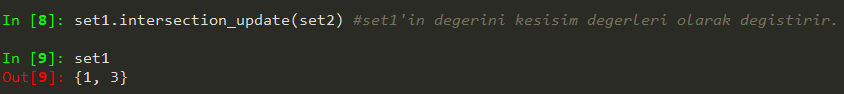 In [8]: set1.intersection_update(set2) #set1'in degerini kesisim degerleri olarak degistirir.
In [9]: set1
Out[9]: {1, 3}